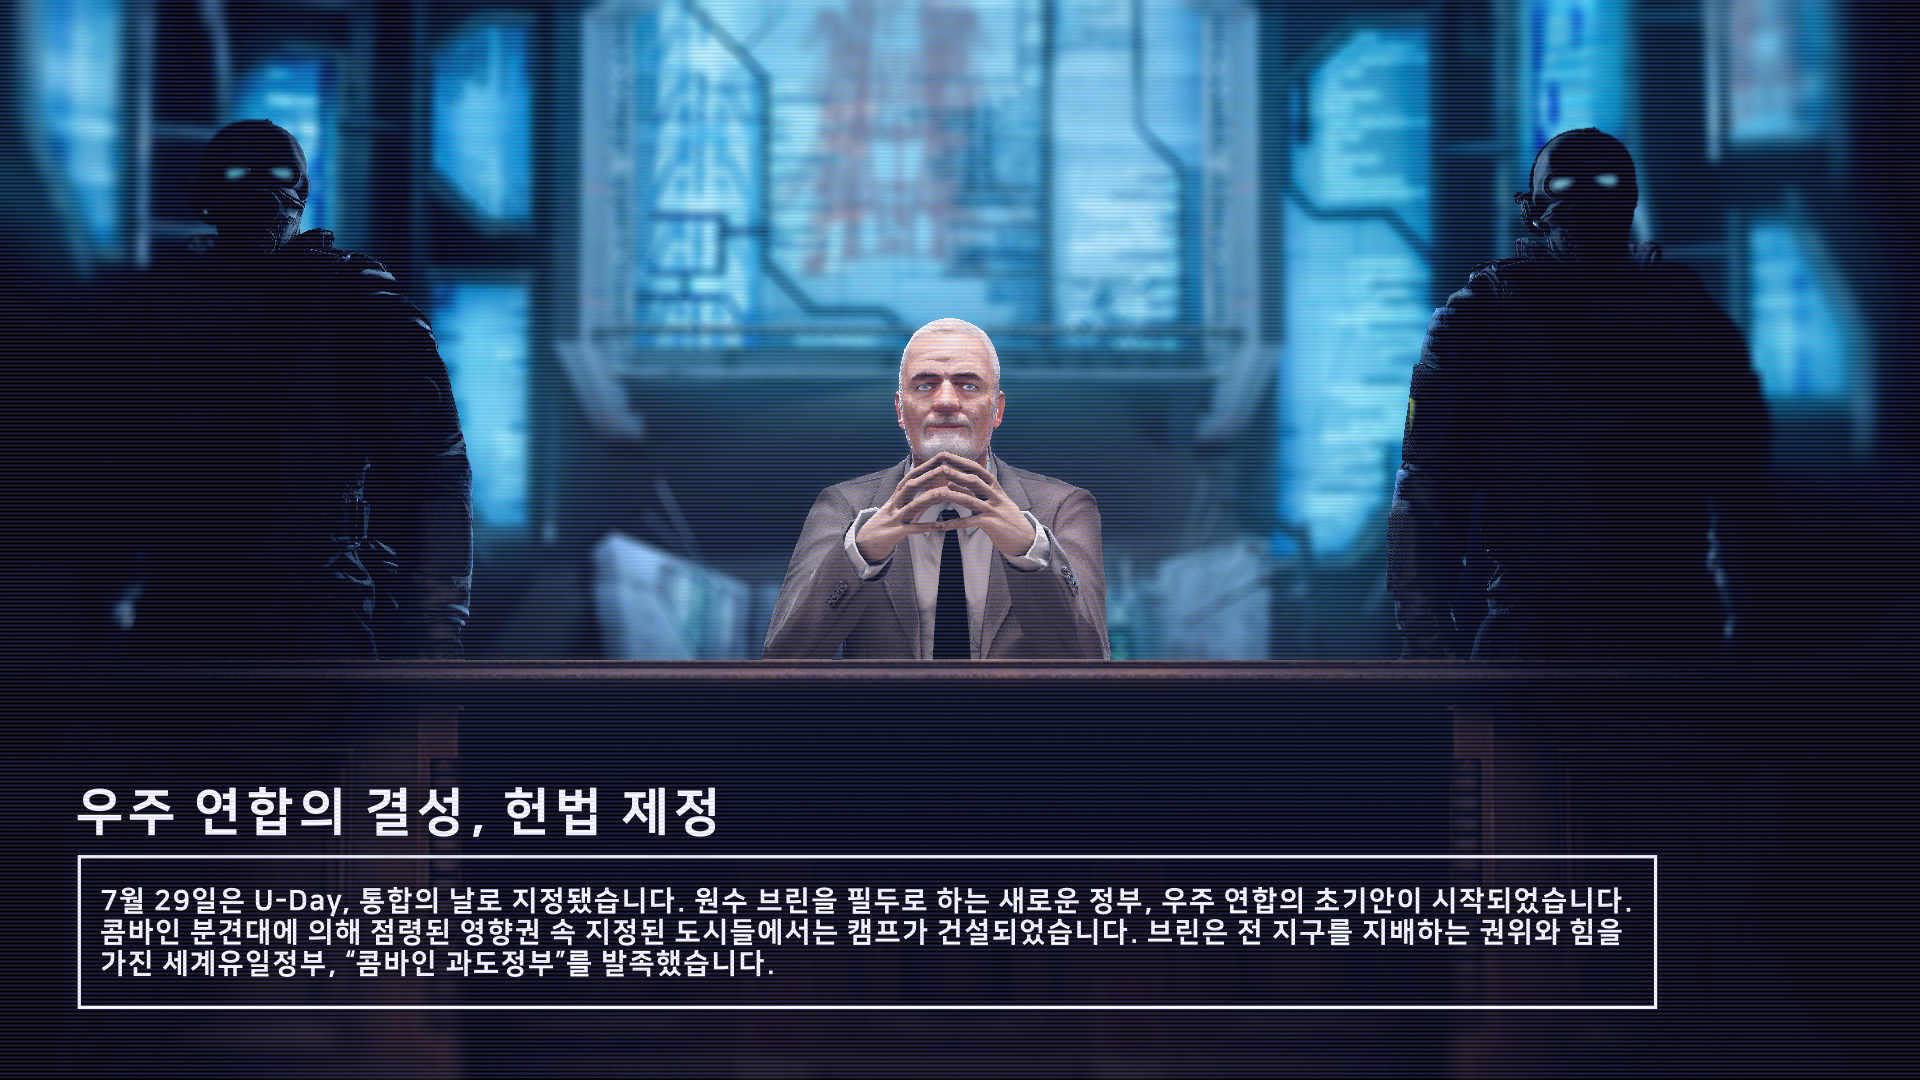 우주 연합의 결성, 헌법 제정
7월 29일은 U-Day, 통합의 날로 지정됐습니다. 원수 브린을 필두로 하는 새로운 정부, 우주 연합의 초기안이 시작되었습니다.
콤바인 분견대에 의해 점령된 영향권 속 지정된 도시들에서는 캠프가 건설되었습니다. 브린은 전 지구를 지배하는 권위와 힘을
가진 세계유일정부, “콤바인 과도정부”를 발족했습니다.